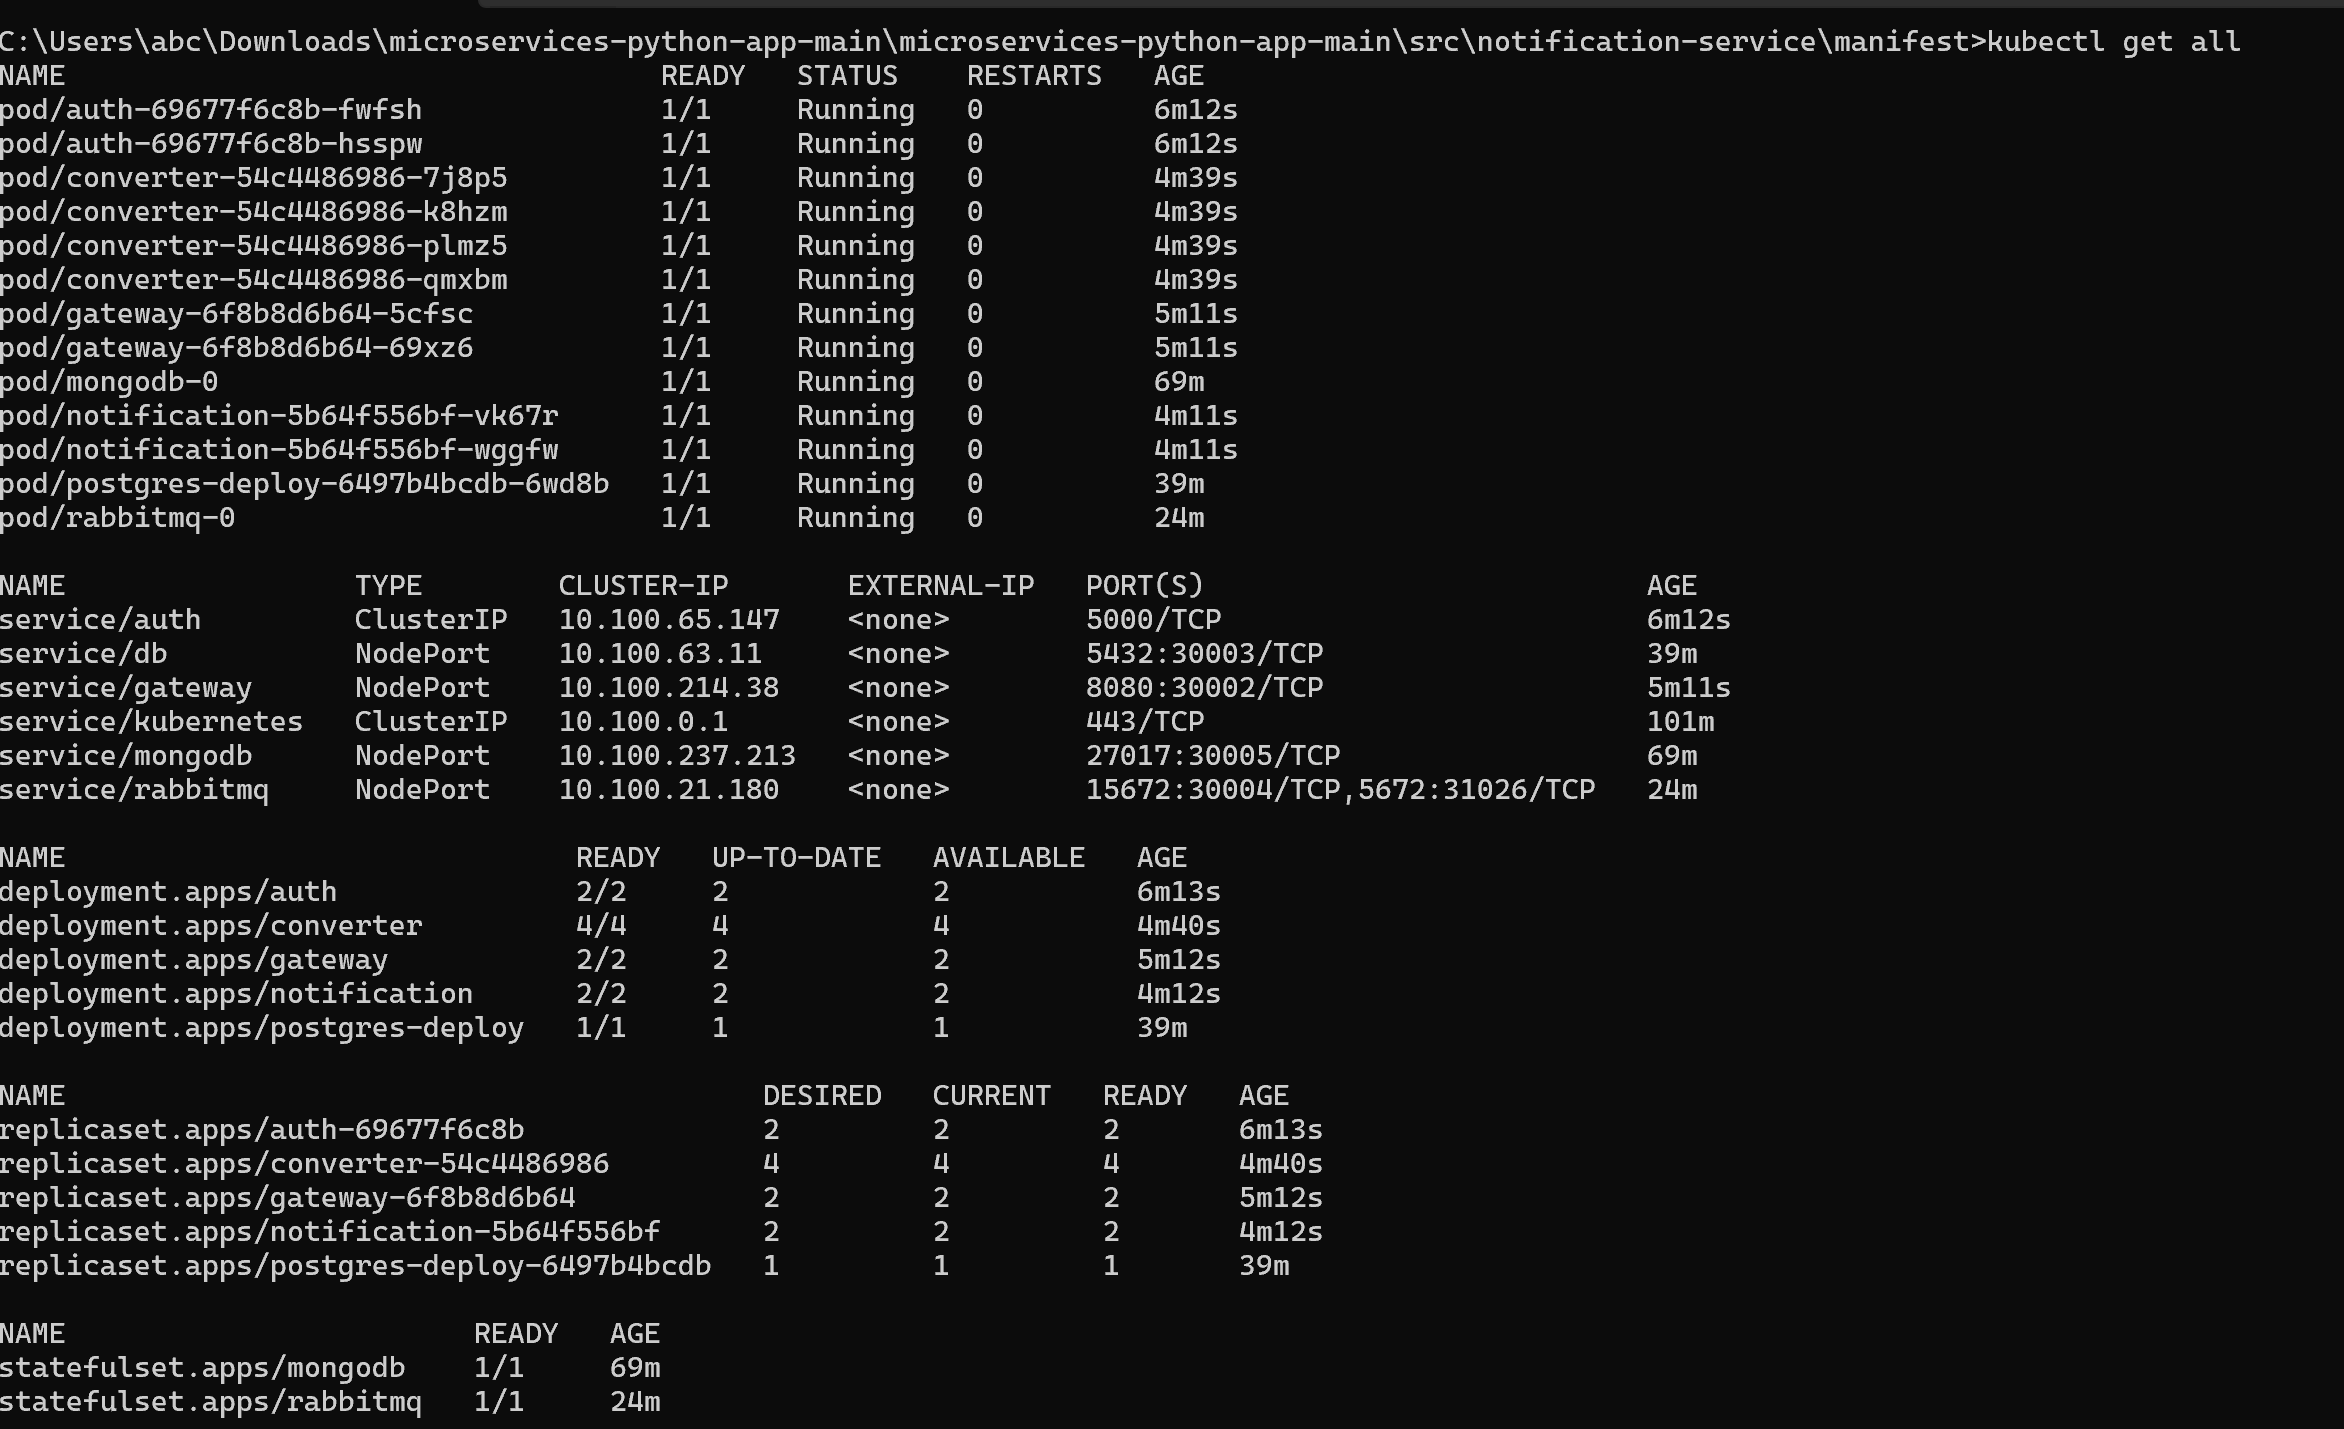 C:\Users\abc\Downloads\microservices-python-app-main\microservices-python-app-main\src\notification-service\manifest>kubectl get all
NAME READY STATUS RESTARTS AGE
pod/auth-69677f6c8b-fwfsh 1/1 Running 0 6m12s
pod/auth-69677f6c8b-hsspw 1/1 Running 0 6m12s
pod/converter-54c4486986-7j8p5 1/1 Running 0 4m39s
pod/converter-54c4486986-k8hzm 1/1 Running 0 4m39s
pod/converter-54c4486986-plmz5 1/1 Running 0 4m39s
pod/converter-54c4486986-qmxbm 1/1 Running 0 4m39s
pod/gateway-6f8b8d6b64-5cfsc 1/1 Running 0 5m11s
pod/gateway-6f8b8d6b64-69xz6 1/1 Running 0 5m11s
pod/mongodb-0 1/1 Running 0 69m
pod/notification-5b64f556bf-vk67r 1/1 Running 0 4m11s
pod/notification-5b64f556bf-wggfw 1/1 Running 0 4m11s
pod/postgres-deploy-6497b4bcdb-6wd8b 1/1 Running 0 39m
pod/rabbitmq-0 1/1 Running 0 24m
NAME TYPE CLUSTER-IP EXTERNAL-IP PORT(S) AGE
service/auth ClusterIP 10.100.65.147 <none> 5000/TCP 6m12s
service/db NodePort 10.100.63.11 <none> 5432:30003/TCP 39m
service/gateway NodePort 10.100.214.38 <none> 8080:30002/TCP 5m11s
service/kubernetes ClusterIP 10.100.0.1 <none> 443/TCP 101m
service/mongodb NodePort 10.100.237.213 <none> 27017:30005/TCP 69m
service/rabbitmq NodePort 10.100.21.180 <none> 15672:30004/TCP,5672:31026/TCP 24m
NAME READY UP-TO-DATE AVAILABLE AGE
deployment.apps/auth 2/2 2 2 6m13s
deployment.apps/converter 4/4 4 4 4m40s
deployment.apps/gateway 2/2 2 2 5m12s
deployment.apps/notification 2/2 2 2 4m12s
deployment.apps/postgres-deploy 1/1 1 1 39m
NAME DESIRED CURRENT READY AGE
replicaset.apps/auth-69677f6c8b 2 2 2 6m13s
replicaset.apps/converter-54c4486986 4 4 4 4m40s
replicaset.apps/gateway-6f8b8d6b64 2 2 2 5m12s
replicaset.apps/notification-5b64f556bf 2 2 2 4m12s
replicaset.apps/postgres-deploy-6497b4bcdb 1 1 1 39m
NAME READY AGE
statefulset.apps/mongodb 1/1 69m
statefulset.apps/rabbitmq 1/1 24m